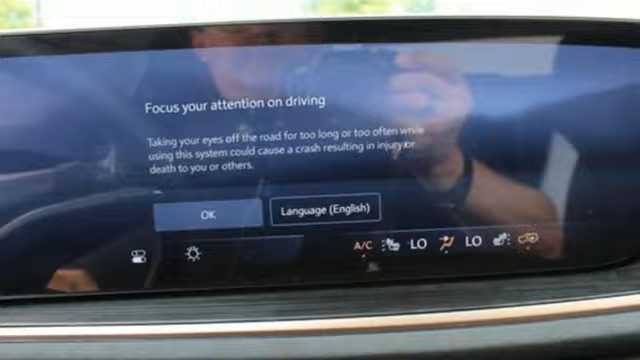 Focus your attention on driving
Taking your eyes off the road for too long or too often while
using this system could cause a crash resulting in injury or
death to you or others.
OK
Language (English)
A/C
LO
LO